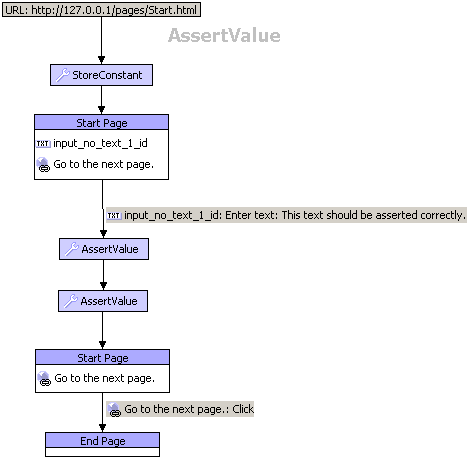 URL: http://127.0.0.1/pages/Start.html
AssertValue
StoreConstant
Start Page
TXT input_no_text_1_id
Go to the next page.
TXT input_no_text_1_id: Enter text: This text should be asserted correctly.
AssertValue
AssertValue
Start Page
Go to the next page.
Go to the next page.: Click
End Page